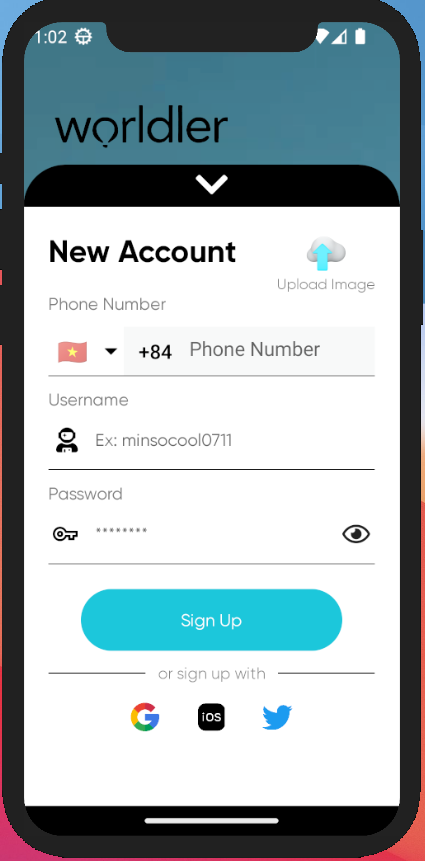 1:02
worldler
New Account
Upload Image
Phone Number
+84 Phone Number
Username
Ex: minsocool0711
Password
********
Sign Up
or sign up with
iOS